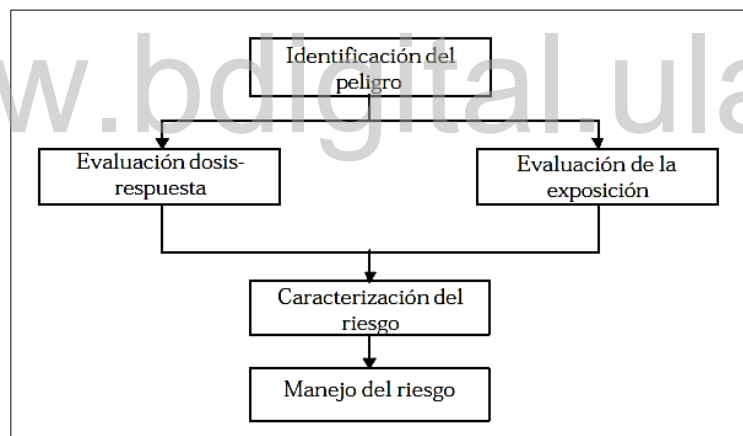 w.bdigital.ula
Identificación del
peligro
Evaluación dosis-
respuesta
Evaluación de la
exposición
Caracterización del
riesgo
Manejo del riesgo